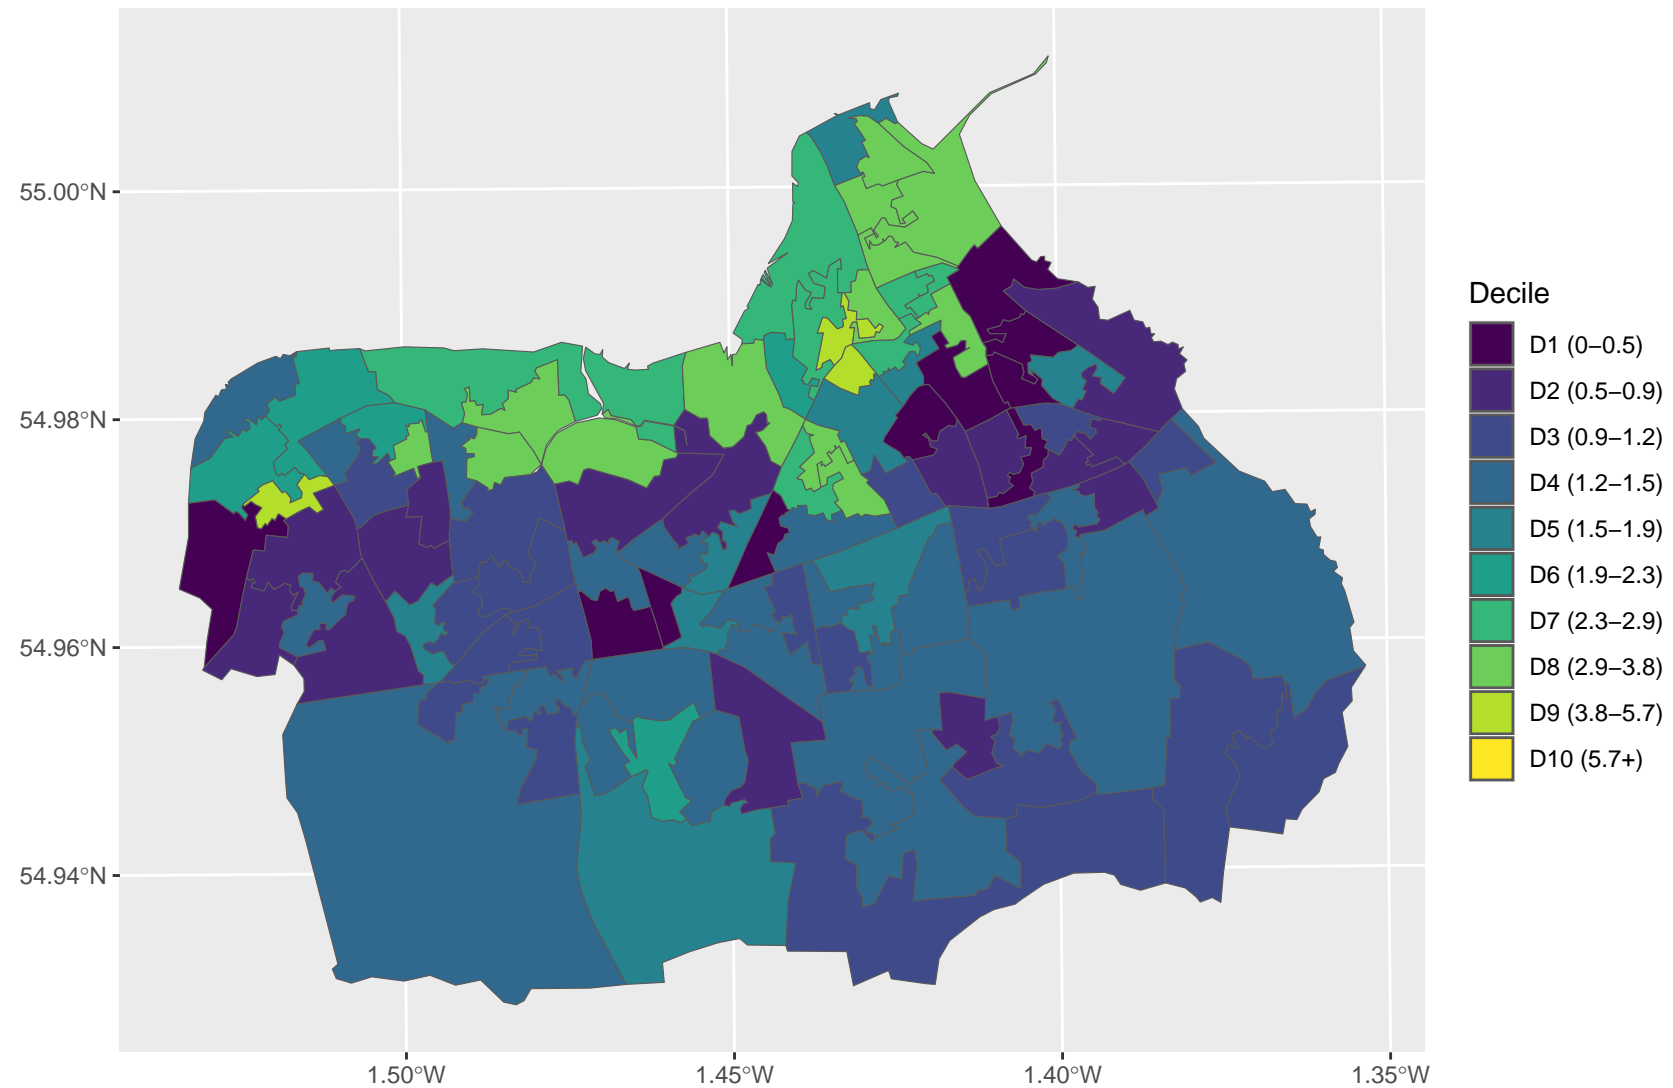 55.00°N
54.98°N
54.96°N
54.94°N
1.50°W
1.45°W
1.40°W
1.35°W
Decile
D1 (0−0.5)
D2 (0.5−0.9)
D3 (0.9−1.2)
D4 (1.2−1.5)
D5 (1.5−1.9)
D6 (1.9−2.3)
D7 (2.3−2.9)
D8 (2.9−3.8)
D9 (3.8−5.7)
D10 (5.7+)